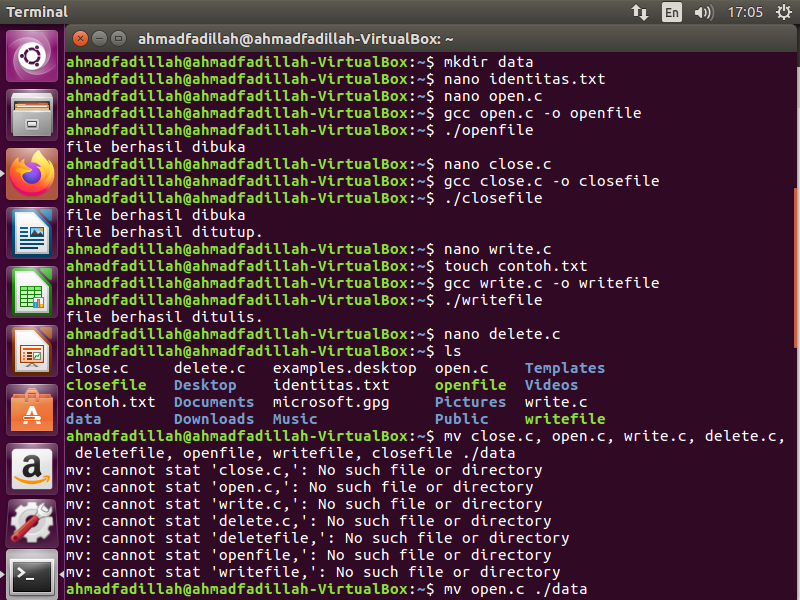 Terminal
En
17:05
ahmadfadillah@ahmadfadillah-VirtualBox: ~
ahmadfadillah@ahmadfadillah-VirtualBox:~$ mkdir data
ahmadfadillah@ahmadfadillah-VirtualBox:~$ nano identitas.txt
ahmadfadillah@ahmadfadillah-VirtualBox:~$ nano open.c
ahmadfadillah@ahmadfadillah-VirtualBox:~$ gcc open.c -o openfile
ahmadfadillah@ahmadfadillah-VirtualBox:~$ ./openfile
file berhasil dibuka
ahmadfadillah@ahmadfadillah-VirtualBox:~$ nano close.c
ahmadfadillah@ahmadfadillah-VirtualBox:~$ gcc close.c -o closefile
ahmadfadillah@ahmadfadillah-VirtualBox:~$ ./closefile
file berhasil dibuka
file berhasil ditutup.
ahmadfadillah@ahmadfadillah-VirtualBox:~$ nano write.c
ahmadfadillah@ahmadfadillah-VirtualBox:~$ touch contoh.txt
ahmadfadillah@ahmadfadillah-VirtualBox:~$ gcc write.c -o writefile
ahmadfadillah@ahmadfadillah-VirtualBox:~$ ./writefile
file berhasil ditulis.
ahmadfadillah@ahmadfadillah-VirtualBox:~$ nano delete.c
ahmadfadillah@ahmadfadillah-VirtualBox:~$ ls
close.c delete.c examples.desktop open.c Templates
closefile Desktop identitas.txt openfile Videos
contoh.txt Documents microsoft.gpg Pictures write.c
data Downloads Music Public writefile
ahmadfadillah@ahmadfadillah-VirtualBox:~$ mv close.c, open.c, write.c, delete.c,
deletefile, openfile, writefile, closefile ./data
mv: cannot stat 'close.c,': No such file or directory
mv: cannot stat 'open.c,': No such file or directory
mv: cannot stat 'write.c,': No such file or directory
mv: cannot stat 'delete.c,': No such file or directory
mv: cannot stat 'deletefile,': No such file or directory
mv: cannot stat 'openfile,': No such file or directory
mv: cannot stat 'writefile,': No such file or directory
ahmadfadillah@ahmadfadillah-VirtualBox:~$ mv open.c ./data